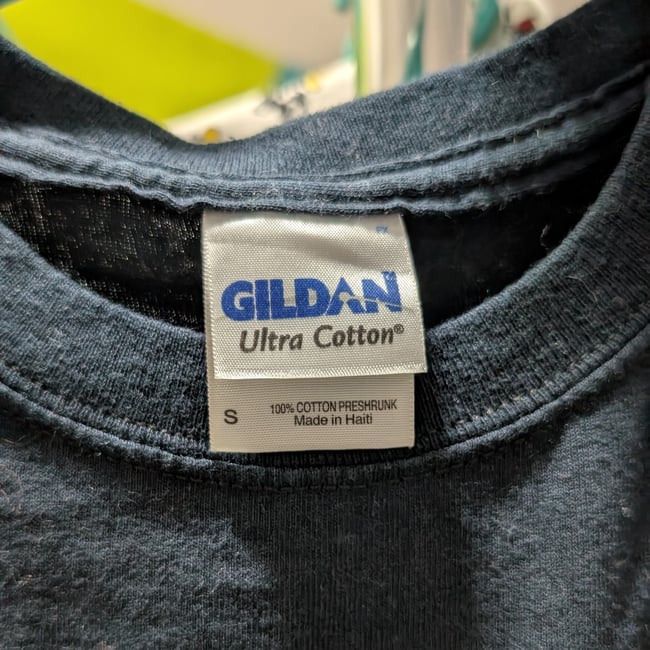 GILDAN
Ultra Cotton®
S
100% COTTON PRESHRUNK
Made in Haiti